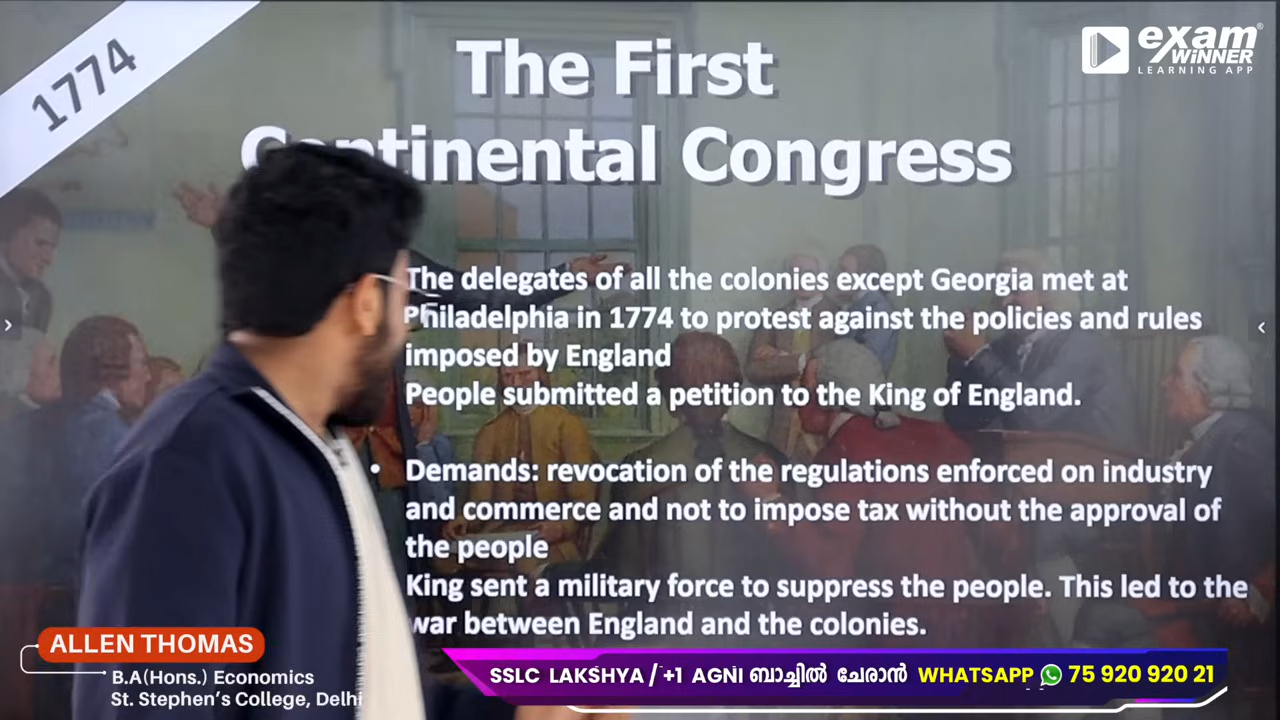 1774
exam
WINNER
LEARNING APP
The First
Continental Congress
The delegates of all the colonies except Georgia met at
Philadelphia in 1774 to protest against the policies and rules
imposed by England
People submitted a petition to the King of England.
• Demands: revocation of the regulations enforced on industry
and commerce and not to impose tax without the approval of
the people
King sent a military force to suppress the people. This led to the
war between England and the colonies.
ALLEN THOMAS
B.A(Hons.) Economics
St. Stephen's College, Delhi
SSLC LAKSHYA / +1 AGNI ബാച്ചിൽ ചേരാൻ WHATSAPP 75 920 920 21